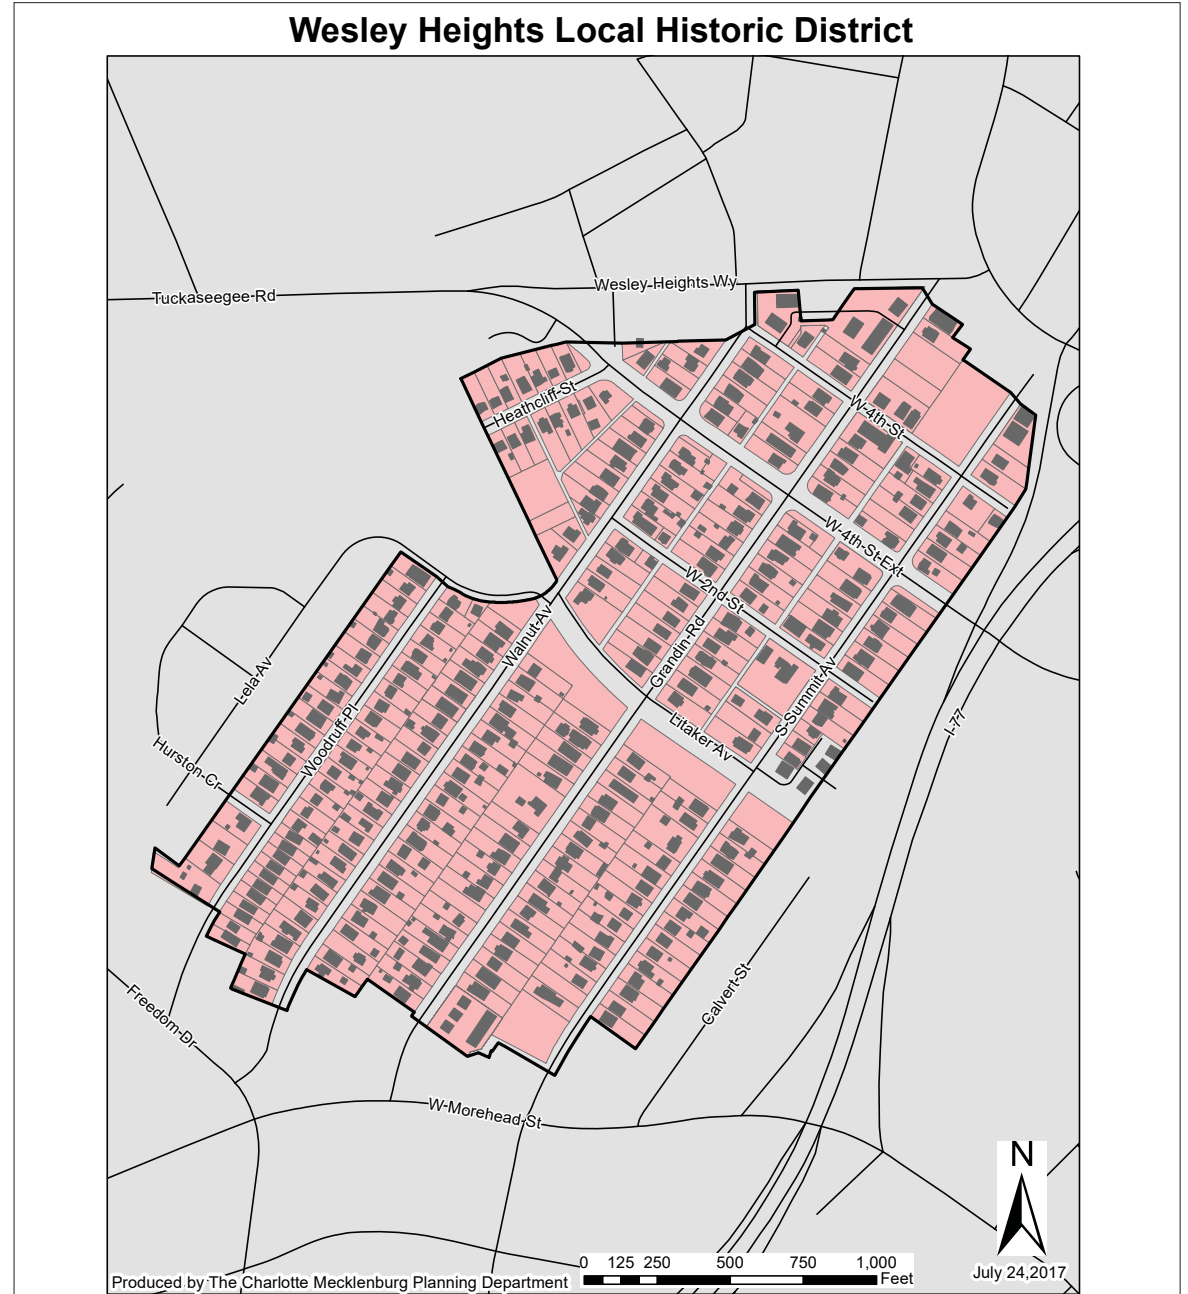 Wesley Heights Local Historic District
Tuckaseegee Rd
Wesley Heights Wy
Heathcliff St
W 4th St
W 4th St Ext
W 2nd St
Walnut Av
Grandin Rd
S Summit Av
Litaker Av
Lela Av
Woodruff Pl
Hurston Cr
I-77
Freedom Dr
Calvert St
W Morehead St
N
0 125 250 500 750 1,000
Feet
July 24,2017
Produced by The Charlotte Mecklenburg Planning Department